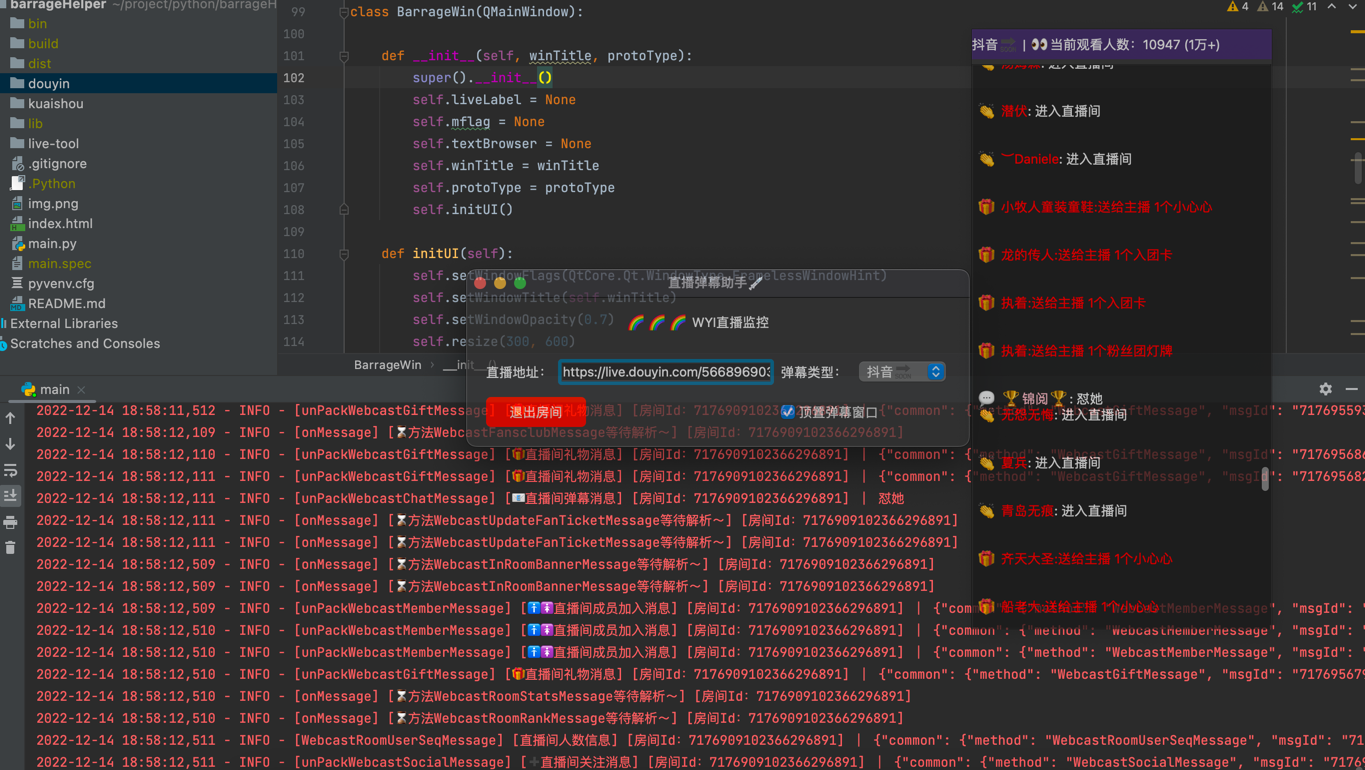 barrageHelper ~/project/python/barrageH
bin
build
dist
douyin
kuaishou
lib
live-tool
.gitignore
.Python
img.png
index.html
main.py
main.spec
pyvenv.cfg
README.md
External Libraries
Scratches and Consoles
4 14 11
99 class BarrageWin(QMainWindow):
100
101 def __init__(self, winTitle, protoType):
102 super().__init__()
103 self.liveLabel = None
104 self.mflag = None
105 self.textBrowser = None
106 self.winTitle = winTitle
107 self.protoType = protoType
108 self.initUI()
109
110 def initUI(self):
111 self.setWindowFlags(QtCore.Qt.WindowType.FramelessWindowHint)
112 self.setWindowTitle(self.winTitle)
113 self.setWindowOpacity(0.7)
114 self.resize(300, 600)
BarrageWin › __init__()
直播弹幕助手🚀
🌈 🌈 🌈 WYI直播监控
直播地址： https://live.douyin.com/566896903 弹幕类型： 抖音🔜
退出房间 顶置弹幕窗口
抖音🔜 | 👀当前观看人数：10947 (1万+)
👏 潜伏: 进入直播间
👏 ︶Daniele: 进入直播间
🎁 小牧人童装童鞋:送给主播 1个小心心
🎁 龙的传人:送给主播 1个入团卡
🎁 执着:送给主播 1个入团卡
🎁 执着:送给主播 1个粉丝团灯牌
💬 🏆锦阅🏆: 怼她
👏 无怨无悔: 进入直播间
👏 夏兵: 进入直播间
👏 青岛无痕: 进入直播间
🎁 齐天大圣:送给主播 1个小心心
🎁 船老大:送给主播 1个小心心
main
2022-12-14 18:58:11,512 - INFO - [unPackWebcastGiftMessage] [🎁直播间礼物消息] [房间Id：7176909102366296891] | {"common": {"method": "WebcastGiftMessage", "msgId": "717695593
2022-12-14 18:58:12,109 - INFO - [onMessage] [⌛方法WebcastFansclubMessage等待解析～] [房间Id：7176909102366296891]
2022-12-14 18:58:12,110 - INFO - [unPackWebcastGiftMessage] [🎁直播间礼物消息] [房间Id：7176909102366296891] | {"common": {"method": "WebcastGiftMessage", "msgId": "717695686
2022-12-14 18:58:12,111 - INFO - [unPackWebcastGiftMessage] [🎁直播间礼物消息] [房间Id：7176909102366296891] | {"common": {"method": "WebcastGiftMessage", "msgId": "717695682
2022-12-14 18:58:12,111 - INFO - [unPackWebcastChatMessage] [📧直播间弹幕消息] [房间Id：7176909102366296891] | 怼她
2022-12-14 18:58:12,111 - INFO - [onMessage] [⌛方法WebcastUpdateFanTicketMessage等待解析～] [房间Id：7176909102366296891]
2022-12-14 18:58:12,111 - INFO - [onMessage] [⌛方法WebcastUpdateFanTicketMessage等待解析～] [房间Id：7176909102366296891]
2022-12-14 18:58:12,509 - INFO - [onMessage] [⌛方法WebcastInRoomBannerMessage等待解析～] [房间Id：7176909102366296891]
2022-12-14 18:58:12,509 - INFO - [onMessage] [⌛方法WebcastInRoomBannerMessage等待解析～] [房间Id：7176909102366296891]
2022-12-14 18:58:12,509 - INFO - [unPackWebcastMemberMessage] [🚹🚺直播间成员加入消息] [房间Id：7176909102366296891] | {"common": {"method": "WebcastMemberMessage", "msgId":
2022-12-14 18:58:12,510 - INFO - [unPackWebcastMemberMessage] [🚹🚺直播间成员加入消息] [房间Id：7176909102366296891] | {"common": {"method": "WebcastMemberMessage", "msgId":
2022-12-14 18:58:12,510 - INFO - [unPackWebcastMemberMessage] [🚹🚺直播间成员加入消息] [房间Id：7176909102366296891] | {"common": {"method": "WebcastMemberMessage", "msgId":
2022-12-14 18:58:12,510 - INFO - [unPackWebcastGiftMessage] [🎁直播间礼物消息] [房间Id：7176909102366296891] | {"common": {"method": "WebcastGiftMessage", "msgId": "717695679
2022-12-14 18:58:12,510 - INFO - [onMessage] [⌛方法WebcastRoomStatsMessage等待解析～] [房间Id：7176909102366296891]
2022-12-14 18:58:12,510 - INFO - [onMessage] [⌛方法WebcastRoomRankMessage等待解析～] [房间Id：7176909102366296891]
2022-12-14 18:58:12,511 - INFO - [WebcastRoomUserSeqMessage] [直播间人数信息] [房间Id：7176909102366296891] | {"common": {"method": "WebcastRoomUserSeqMessage", "msgId": "71
2022-12-14 18:58:12,511 - INFO - [unPackWebcastSocialMessage] [➕直播间关注消息] [房间Id：7176909102366296891] | {"common": {"method": "WebcastSocialMessage", "msgId": "7176